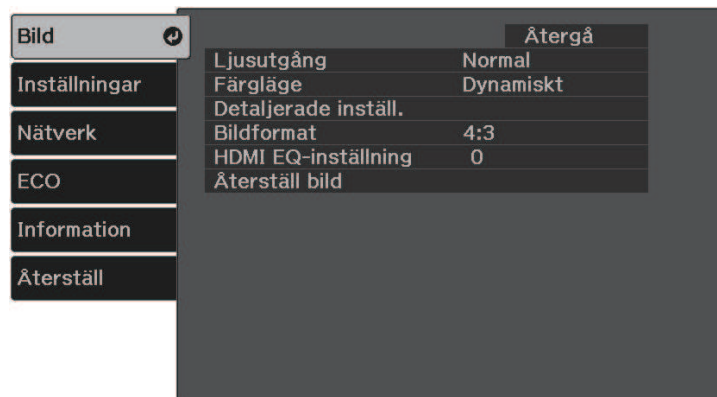 Bild
Inställningar
Nätverk
ECO
Information
Återställ
Återgå
Ljusutgång Normal
Färgläge Dynamiskt
Detaljerade inställ.
Bildformat 4:3
HDMI EQ-inställning 0
Återställ bild